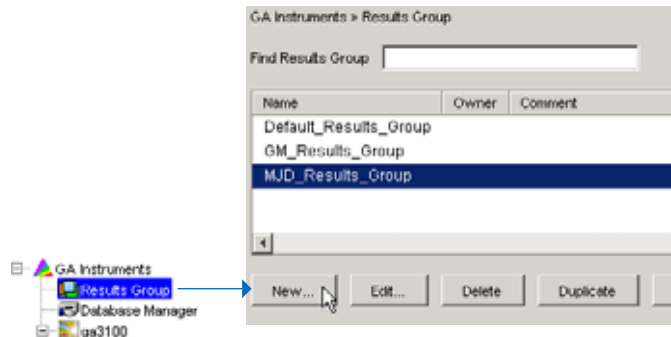 GA Instruments » Results Group
Find Results Group
Name Owner Comment
Default_Results_Group
GM_Results_Group
MJD_Results_Group
New... Edit... Delete Duplicate
GA Instruments
Results Group
Database Manager
ga3100